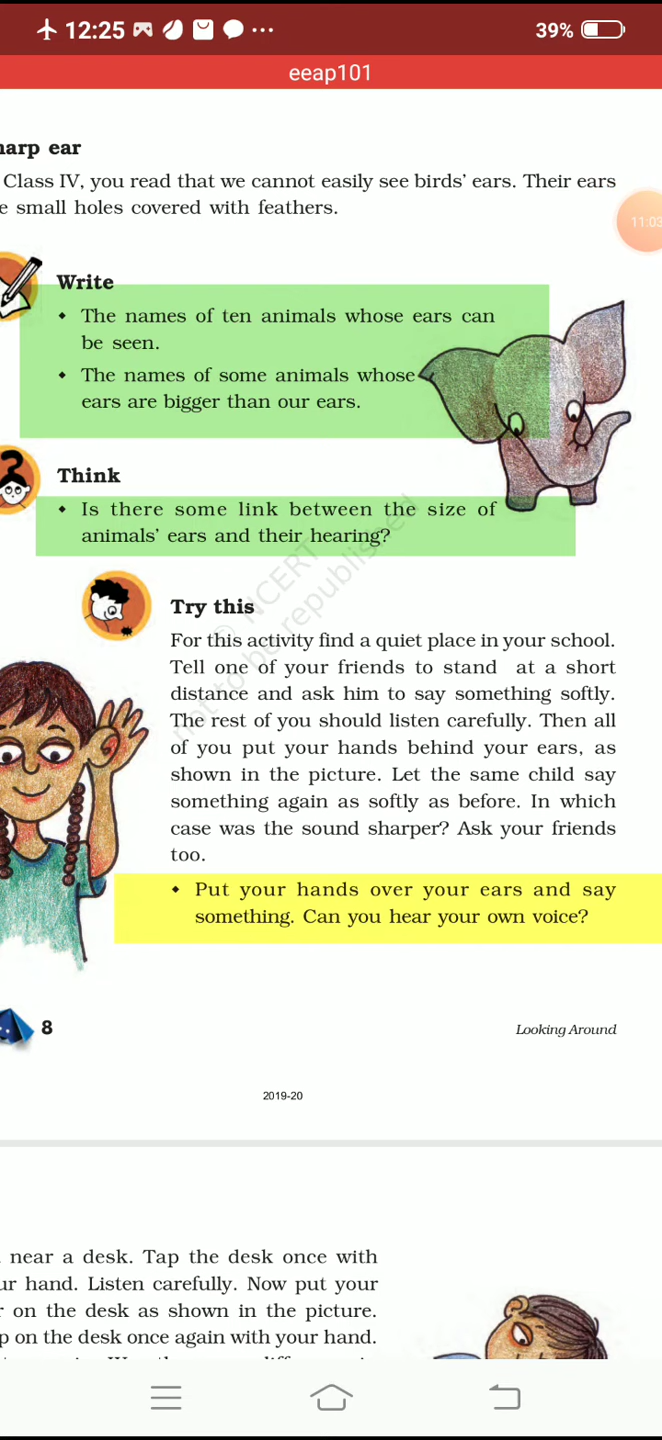 12:25
39%
eeap101
harp ear
Class IV, you read that we cannot easily see birds' ears. Their ears
e small holes covered with feathers.
11:03
Write
• The names of ten animals whose ears can
be seen.
• The names of some animals whose
ears are bigger than our ears.
Think
• Is there some link between the size of
animals' ears and their hearing?
© NCERT
not to be republished
Try this
For this activity find a quiet place in your school.
Tell one of your friends to stand at a short
distance and ask him to say something softly.
The rest of you should listen carefully. Then all
of you put your hands behind your ears, as
shown in the picture. Let the same child say
something again as softly as before. In which
case was the sound sharper? Ask your friends
too.
• Put your hands over your ears and say
something. Can you hear your own voice?
8
Looking Around
2019-20
near a desk. Tap the desk once with
ur hand. Listen carefully. Now put your
r on the desk as shown in the picture.
p on the desk once again with your hand.